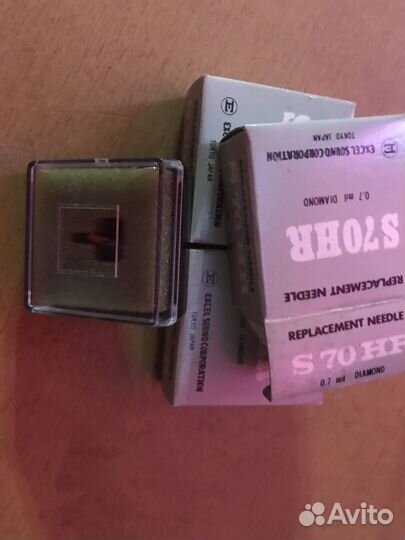 EXCEL SOUND CORPORATION
TOKYO JAPAN
0.7 mil DIAMOND
S70HR
REPLACEMENT NEEDLE
REPLACEMENT NEEDLE
S 70 HR
0.7 mil DIAMOND
EXCEL SOUND CORPORATION
TOKYO JAPAN
Avito